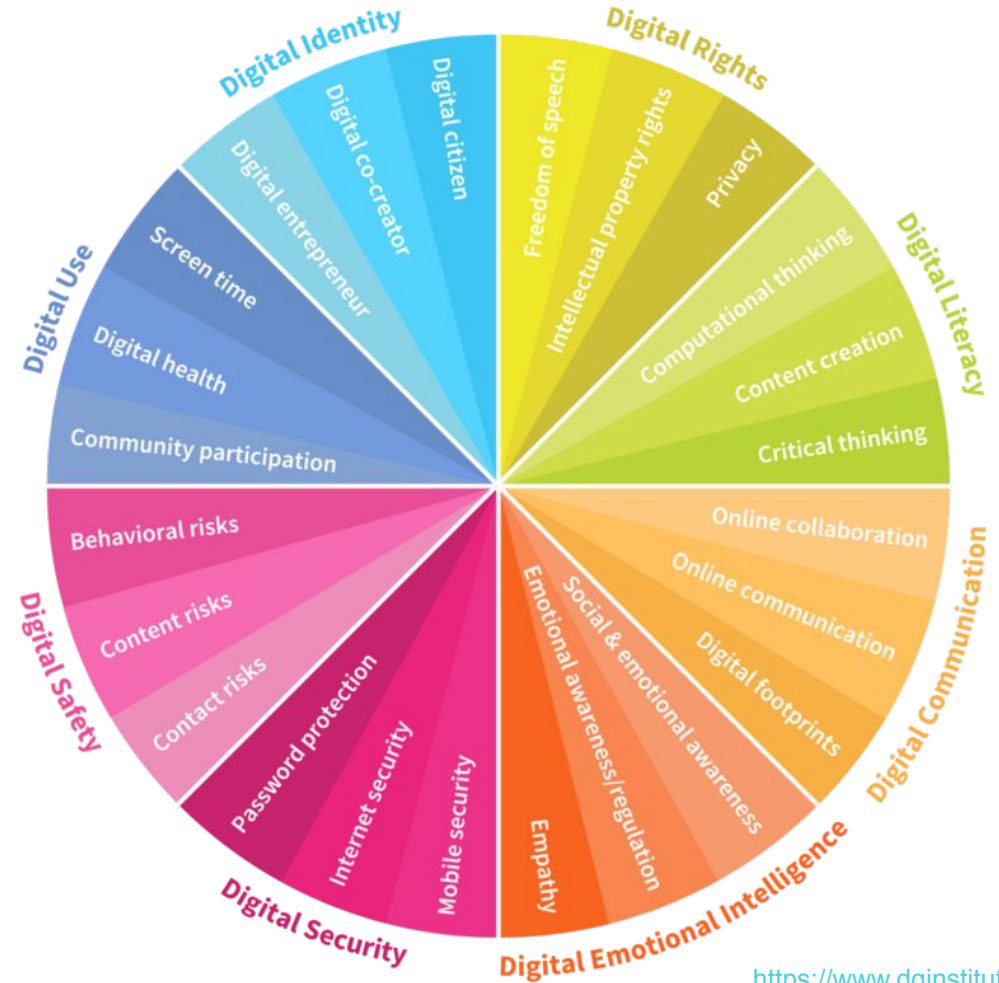 Digital Identity
Digital citizen
Digital co-creator
Digital entrepreneur
Digital Rights
Freedom of speech
Intellectual property rights
Privacy
Digital Literacy
Computational thinking
Content creation
Critical thinking
Digital Communication
Online collaboration
Online communication
Digital footprints
Digital Emotional Intelligence
Social & emotional awareness
Emotional awareness/regulation
Empathy
Digital Security
Mobile security
Internet security
Password protection
Digital Safety
Contact risks
Content risks
Behavioral risks
Digital Use
Community participation
Digital health
Screen time